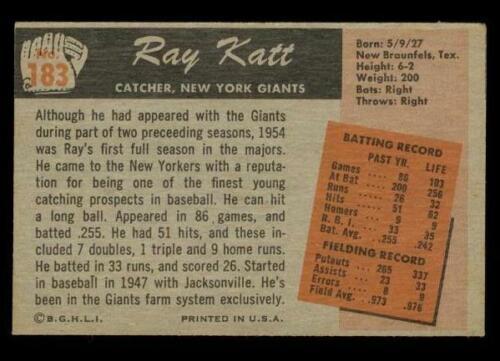 No.
183
Ray Katt
CATCHER, NEW YORK GIANTS
Born: 5/9/27
New Braunfels, Tex.
Height: 6-2
Weight: 200
Bats: Right
Throws: Right
Although he had appeared with the Giants
during part of two preceeding seasons, 1954
was Ray's first full season in the majors.
He came to the New Yorkers with a reputa-
tion for being one of the finest young
catching prospects in baseball. He can hit
a long ball. Appeared in 86 games, and
batted .255. He had 51 hits, and these in-
cluded 7 doubles, 1 triple and 9 home runs.
He batted in 33 runs, and scored 26. Started
in baseball in 1947 with Jacksonville. He's
been in the Giants farm system exclusively.
BATTING RECORD
PAST YR. LIFE
Games .... 86 103
At Bat .... 200 256
Runs .... 26 32
Hits .... 51 62
Homers .... 9 9
R. B. I. .... 33 35
Bat. Avg. ... .255 .242
FIELDING RECORD
Putouts ... 265 337
Assists .... 23 33
Errors .... 8 9
Field Avg. .. .973 .976
©B.G.H.L.I. PRINTED IN U.S.A.